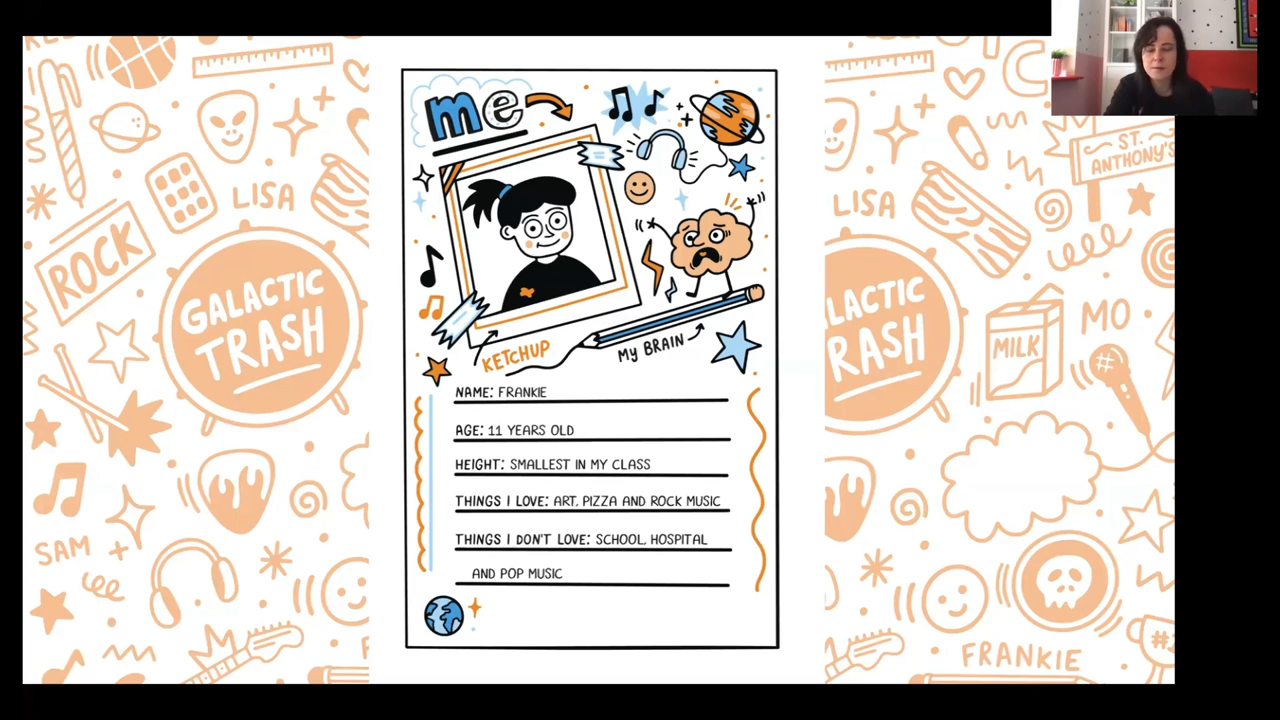 me
KETCHUP
MY BRAIN
NAME: FRANKIE
AGE: 11 YEARS OLD
HEIGHT: SMALLEST IN MY CLASS
THINGS I LOVE: ART, PIZZA AND ROCK MUSIC
THINGS I DON'T LOVE: SCHOOL, HOSPITAL
AND POP MUSIC
LISA
ROCK
GALACTIC
TRASH
SAM
ST.
ANTHONY'S
LISA
LACTIC
RASH
MILK
MO
#
FRANKIE
#1